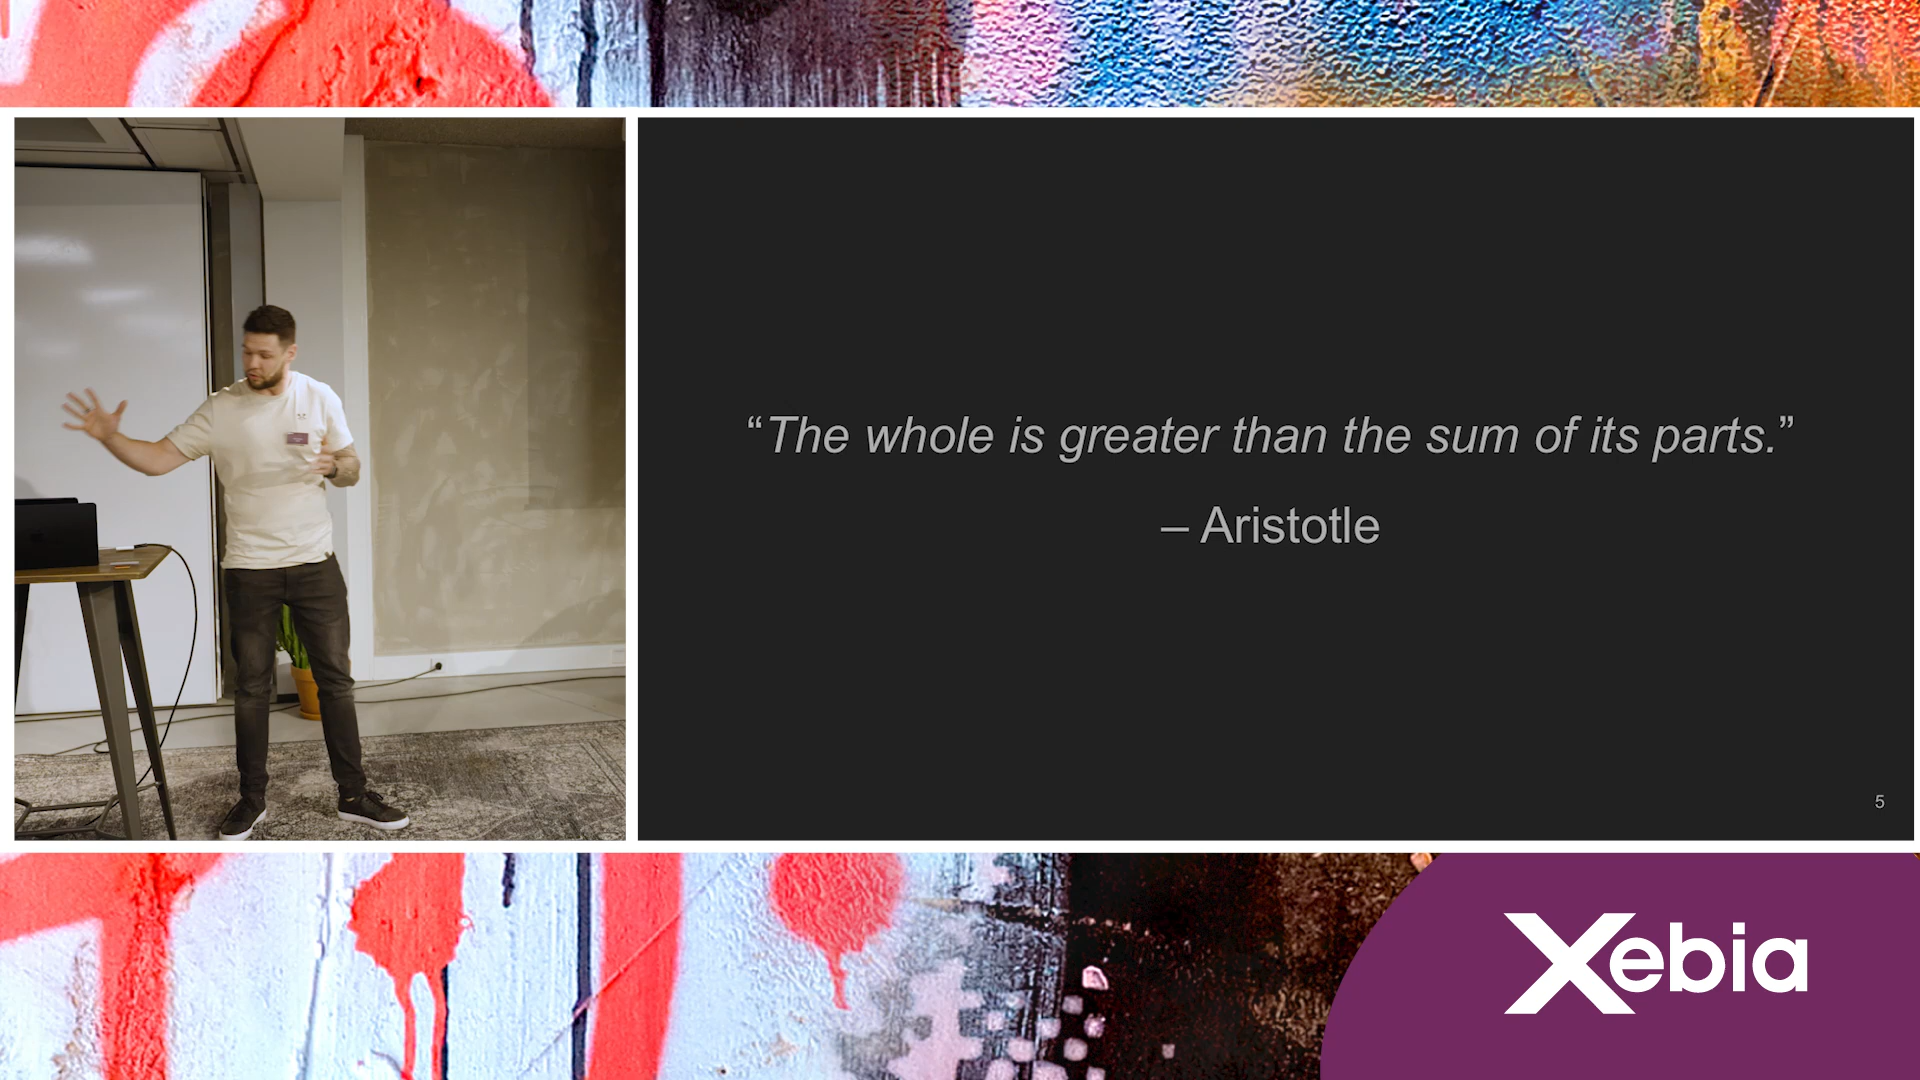 “The whole is greater than the sum of its parts.”
– Aristotle
5
Xebia